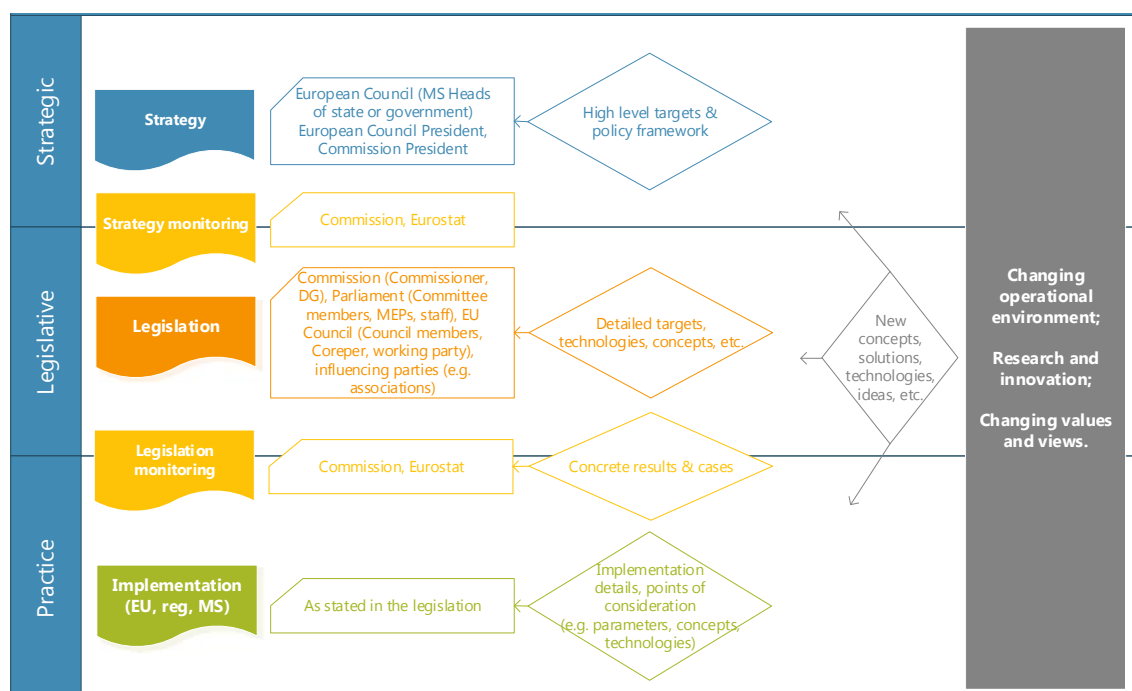 Strategic
Strategy
European Council (MS Heads
of state or government)
European Council President,
Commission President
High level targets &
policy framework
Strategy monitoring
Commission, Eurostat
Legislative
Legislation
Commission (Commissioner,
DG), Parliament (Committee
members, MEPs, staff), EU
Council (Council members,
Coreper, working party),
influencing parties (e.g.
associations)
Detailed targets,
technologies, concepts, etc.
New
concepts,
solutions,
technologies,
ideas, etc.
Changing
operational
environment;
Research and
innovation;
Changing values
and views.
Legislation
monitoring
Commission, Eurostat
Concrete results & cases
Practice
Implementation
(EU, reg, MS)
As stated in the legislation
Implementation
details, points of
consideration
(e.g. parameters, concepts,
technologies)